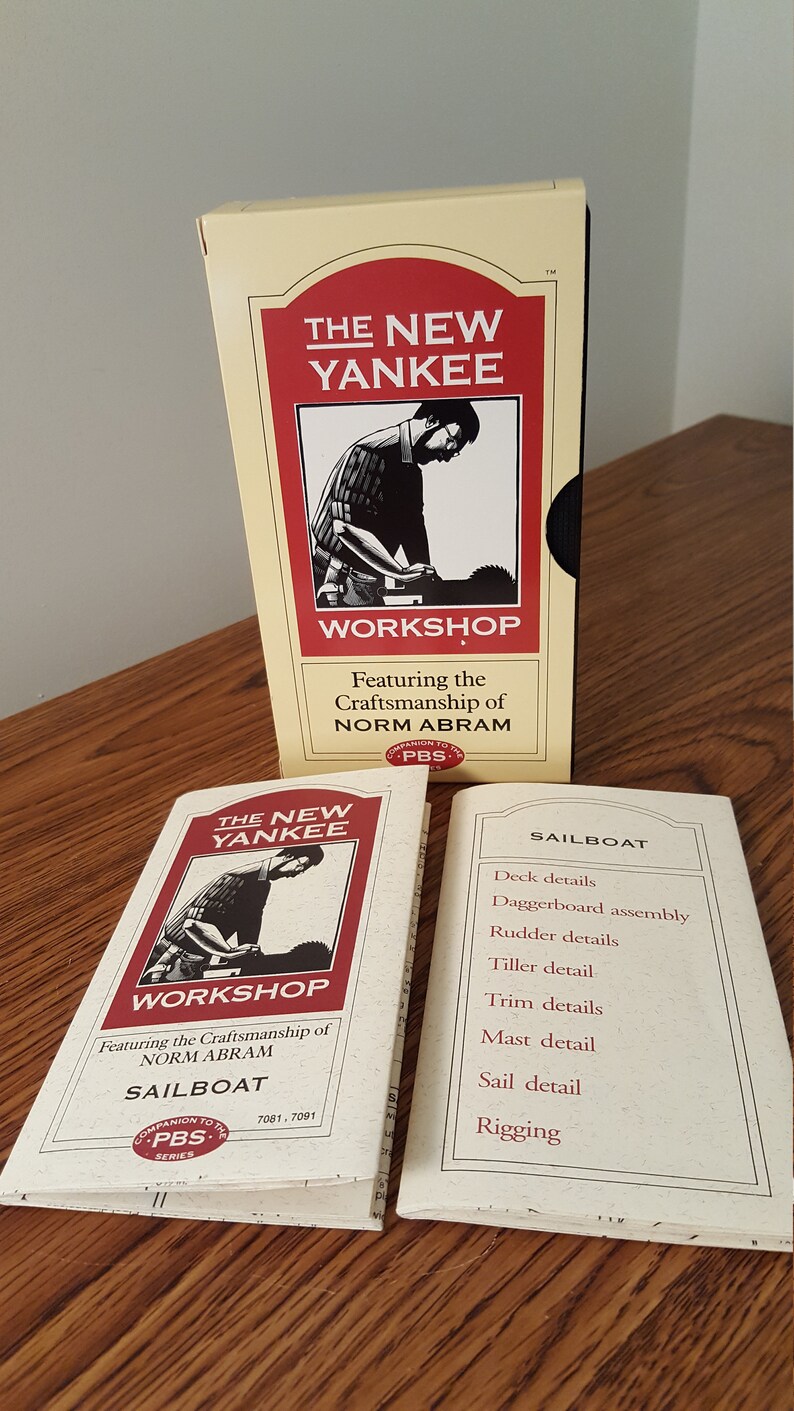 ™
THE NEW
YANKEE
WORKSHOP
Featuring the
Craftsmanship of
NORM ABRAM
COMPANION TO THE
PBS
THE NEW
YANKEE
WORKSHOP
Featuring the Craftsmanship of
NORM ABRAM
SAILBOAT
7081, 7091
COMPANION TO THE
·PBS·
SERIES
SAILBOAT
Deck details
Daggerboard assembly
Rudder details
Tiller detail
Trim details
Mast detail
Sail detail
Rigging